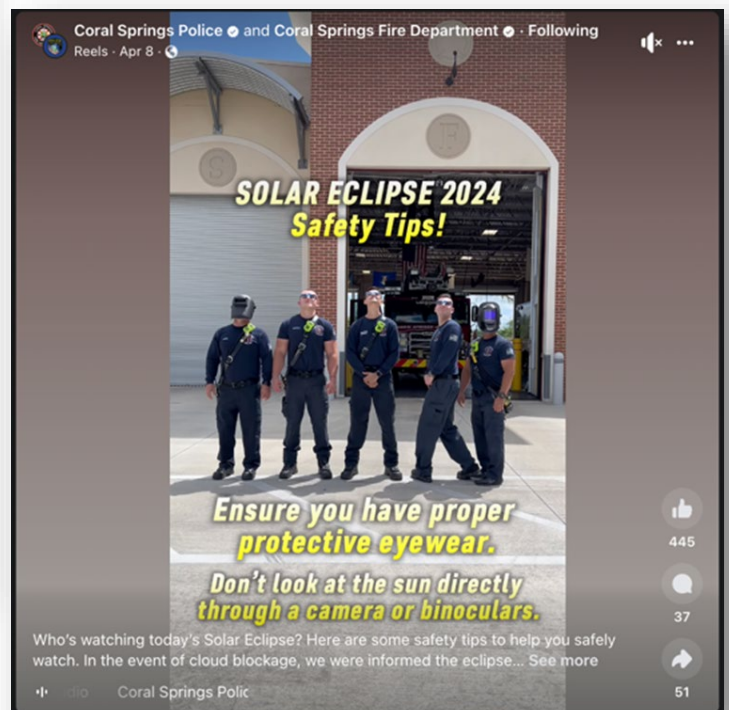 Coral Springs Police and Coral Springs Fire Department · Following
Reels · Apr 8 ·
S
JF
SOLAR ECLIPSE 2024
Safety Tips!
Ensure you have proper
protective eyewear.
Don't look at the sun directly
through a camera or binoculars.
445
37
Who's watching today's Solar Eclipse? Here are some safety tips to help you safely
watch. In the event of cloud blockage, we were informed the eclipse... See more
51
dio Coral Springs Polic